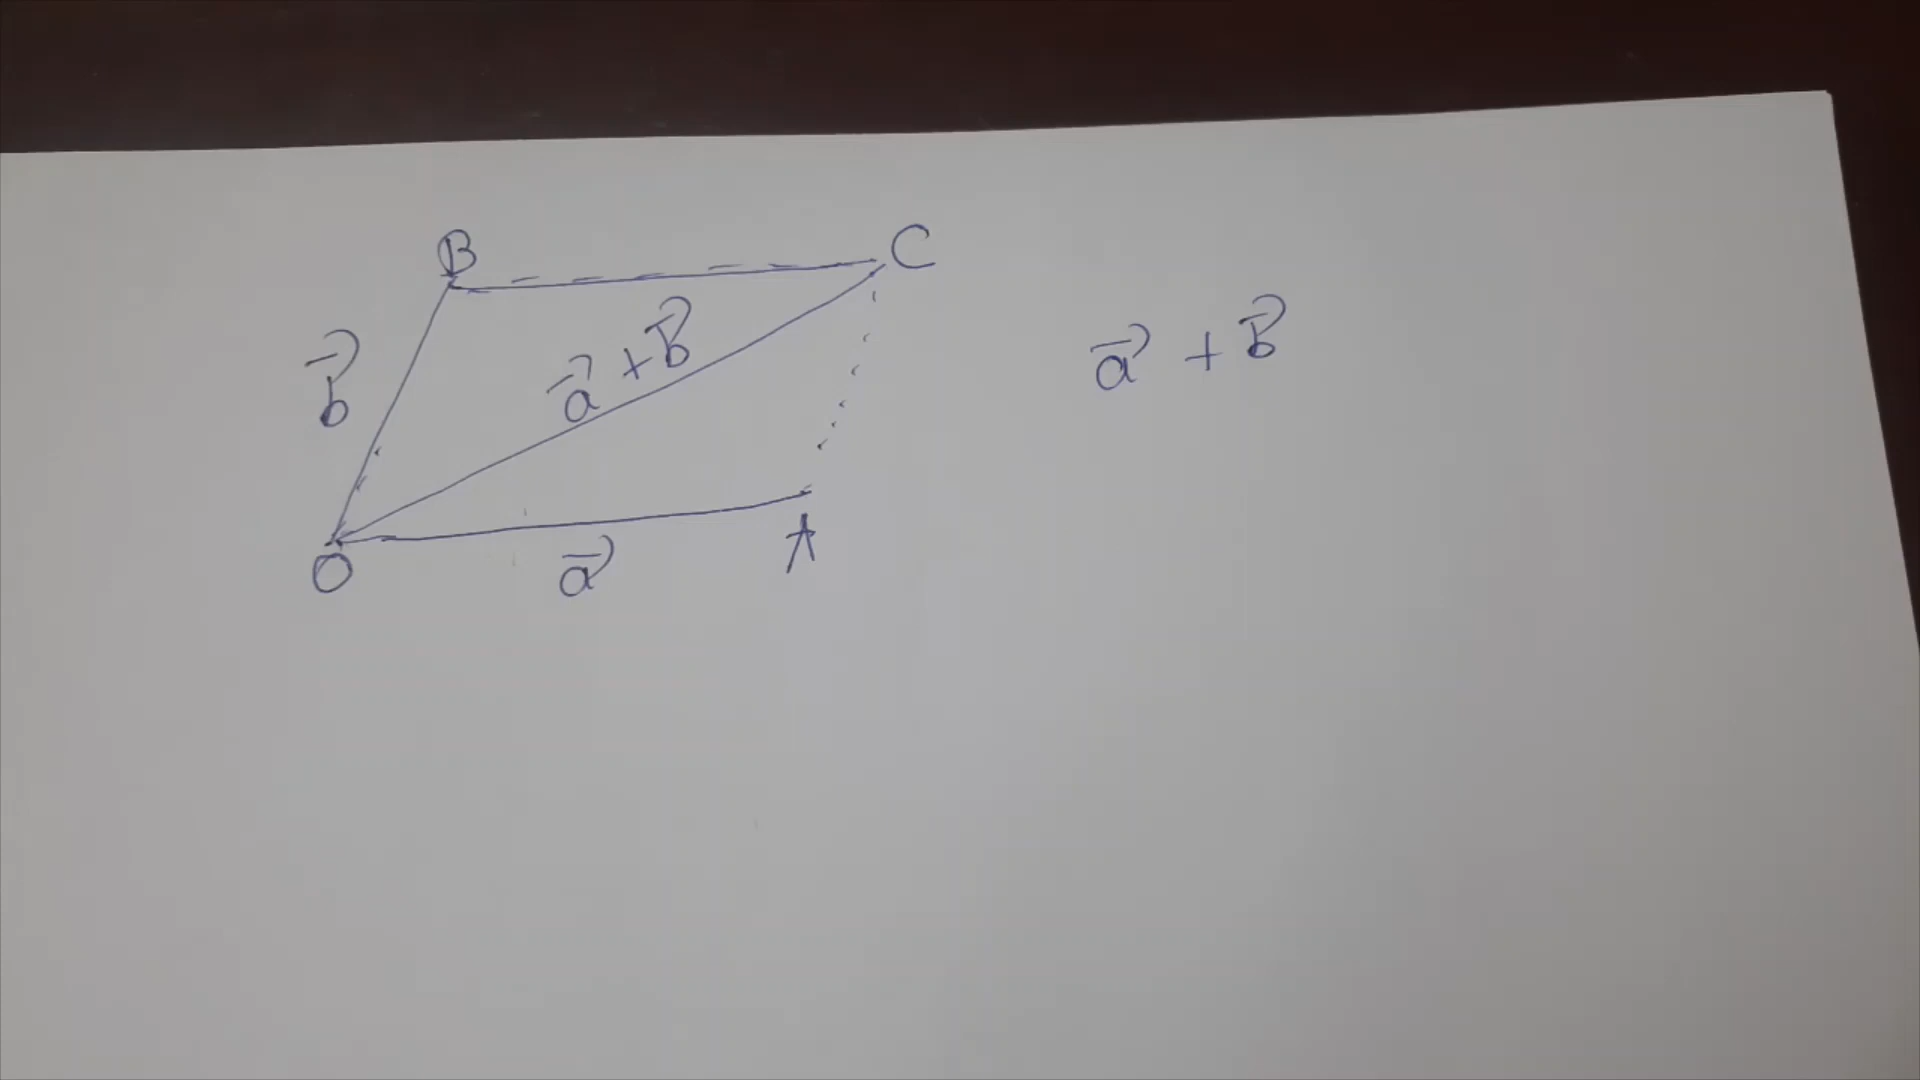 B
C
b⃗
a⃗ + b⃗
a⃗ + b⃗
O
a⃗
A